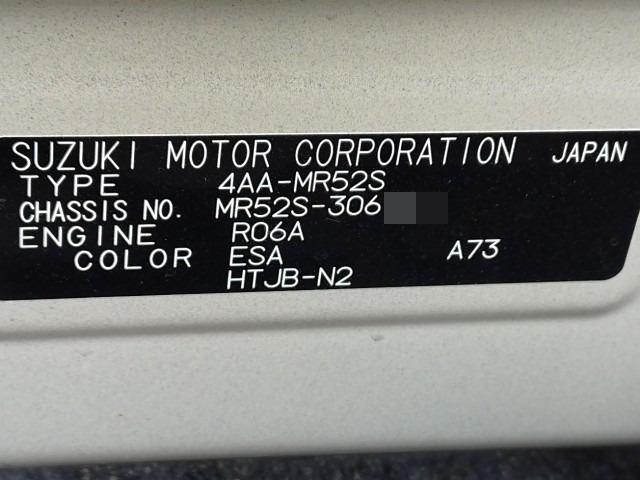 SUZUKI MOTOR CORPORATION JAPAN
TYPE 4AA-MR52S
CHASSIS NO. MR52S-306
ENGINE R06A
COLOR ESA A73
HTJB-N2